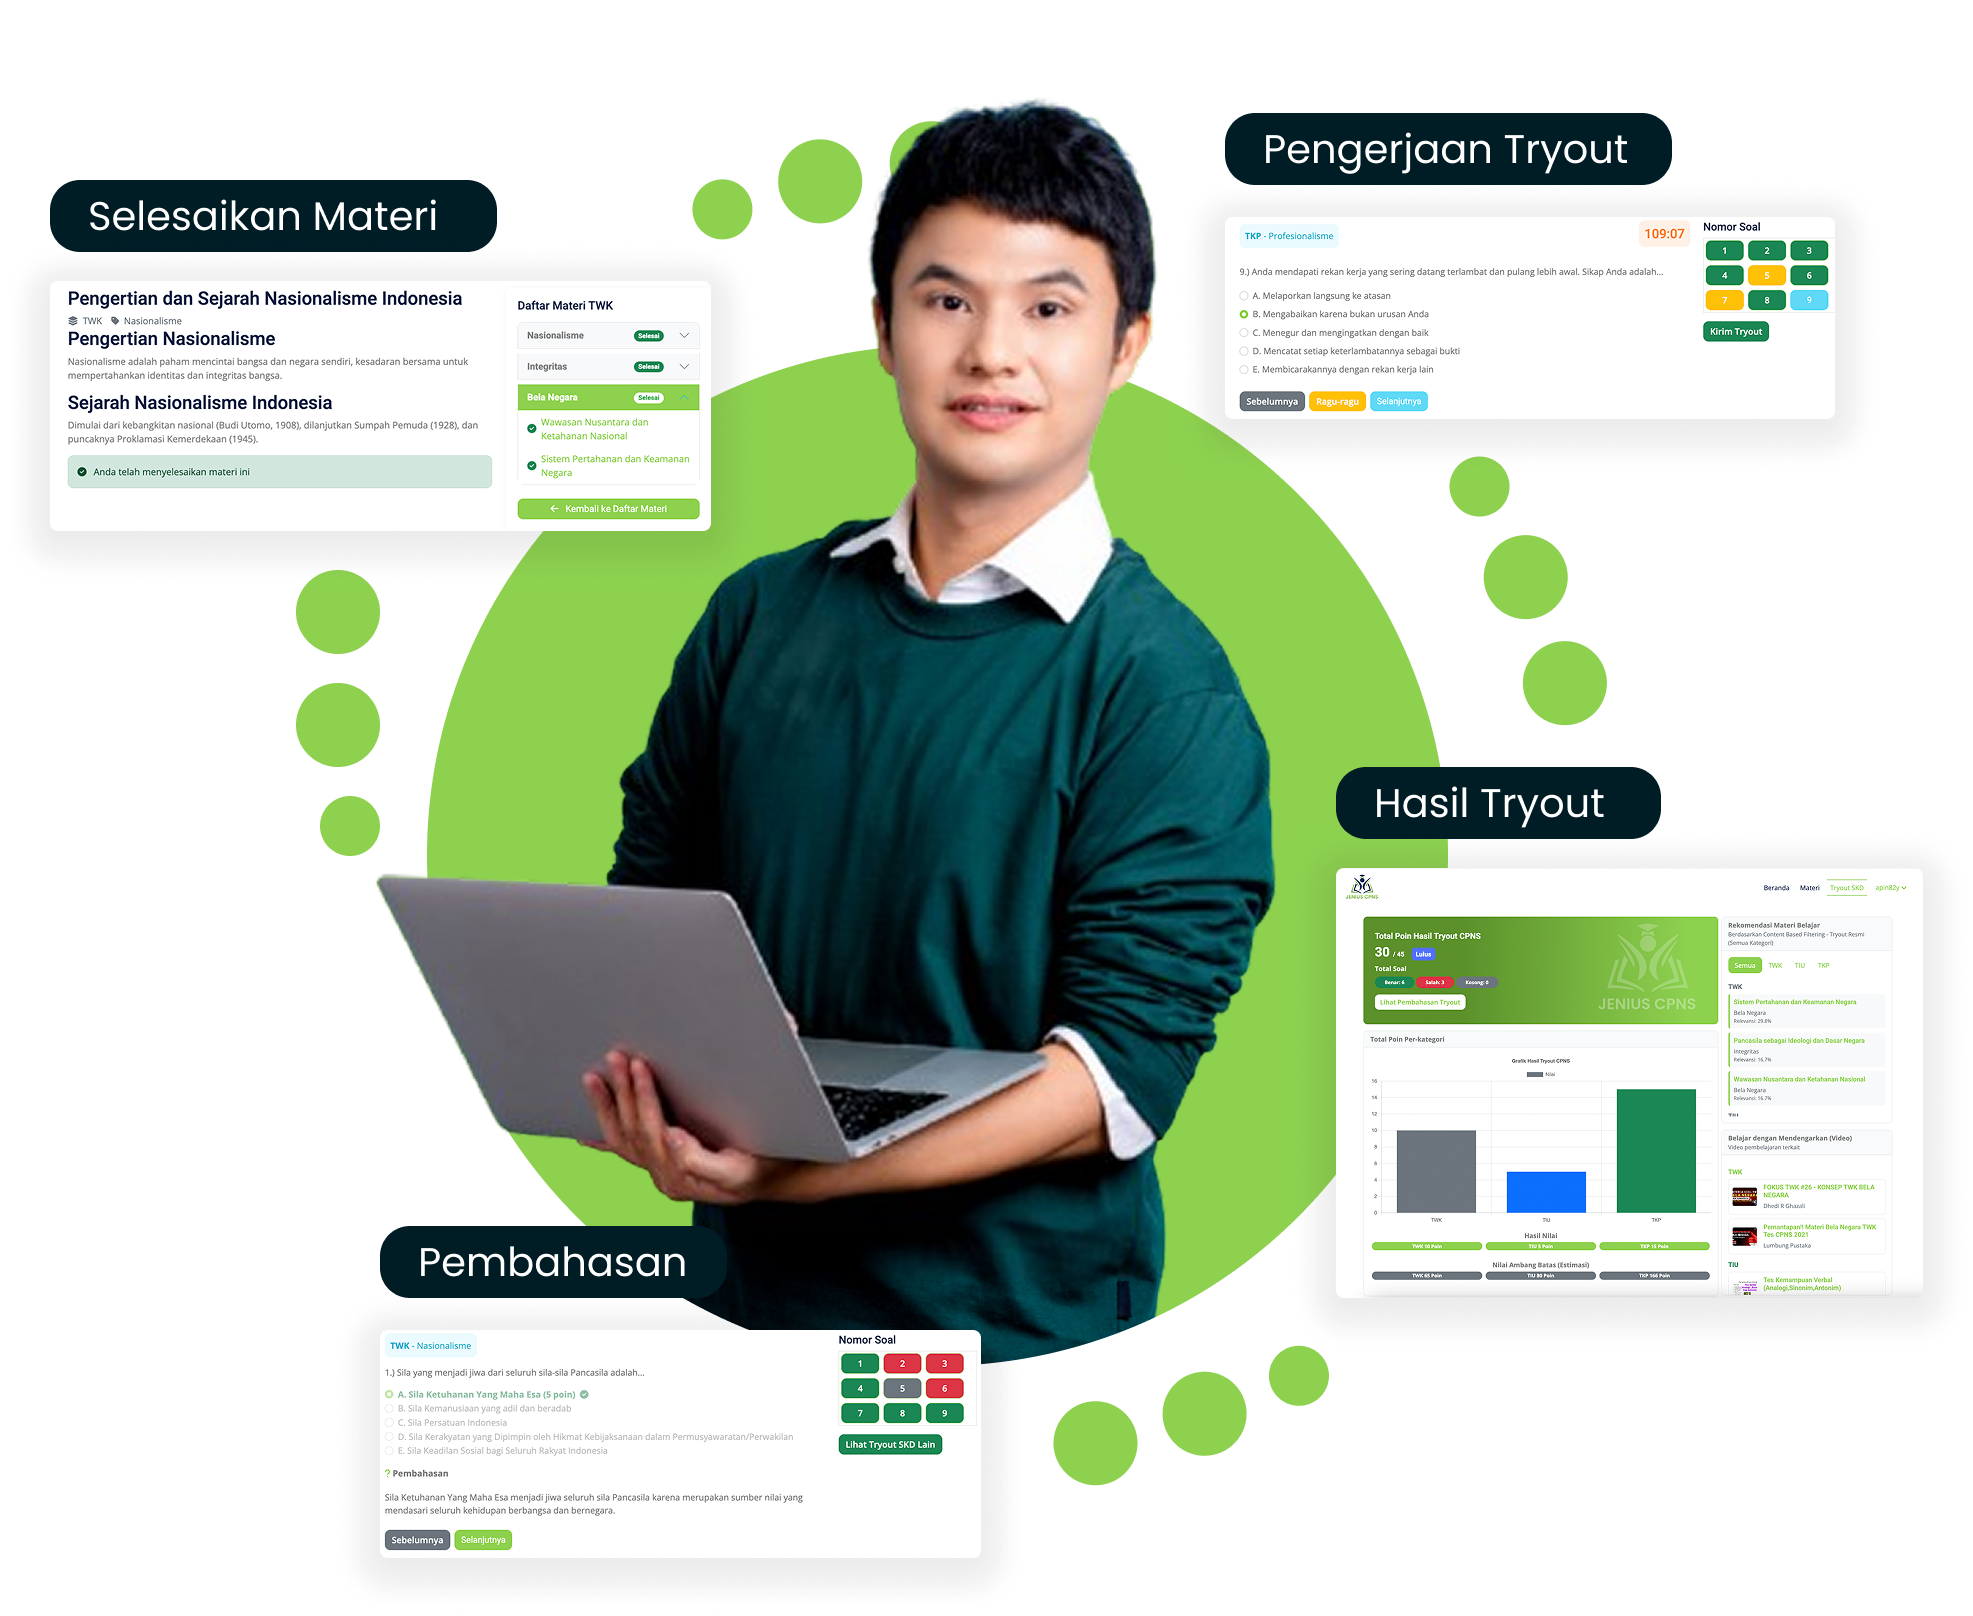 Selesaikan Materi
Pengertian dan Sejarah Nasionalisme Indonesia
TWK Nasionalisme
Pengertian Nasionalisme
Nasionalisme adalah paham mencintai bangsa dan negara sendiri, kesadaran bersama untuk
mempertahankan identitas dan integritas bangsa.
Sejarah Nasionalisme Indonesia
Dimulai dari kebangkitan nasional (Budi Utomo, 1908), dilanjutkan Sumpah Pemuda (1928), dan
puncaknya Proklamasi Kemerdekaan (1945).
Anda telah menyelesaikan materi ini
Daftar Materi TWK
Nasionalisme Selesai
Integritas Selesai
Bela Negara Selesai
Wawasan Nusantara dan
Ketahanan Nasional
Sistem Pertahanan dan Keamanan
Negara
← Kembali ke Daftar Materi
Pengerjaan Tryout
TKP - Profesionalisme
109:07
9.) Anda mendapati rekan kerja yang sering datang terlambat dan pulang lebih awal. Sikap Anda adalah...
A. Melaporkan langsung ke atasan
B. Mengabaikan karena bukan urusan Anda
C. Menegur dan mengingatkan dengan baik
D. Mencatat setiap keterlambatannya sebagai bukti
E. Membicarakannya dengan rekan kerja lain
Sebelumnya Ragu-ragu Selanjutnya
Nomor Soal
1 2 3
4 5 6
7 8 9
Kirim Tryout
Hasil Tryout
JENIUS CPNS
Beranda Materi Tryout SKD apin82y
Total Poin Hasil Tryout CPNS
30 / 45 Lulus
Total Soal
Benar: 6 Salah: 3 Kosong: 0
Lihat Pembahasan Tryout
JENIUS CPNS
Total Poin Per-kategori
Grafik Hasil Tryout CPNS
Nilai
16
14
12
10
8
6
4
2
0
TWK TIU TKP
Hasil Nilai
TWK 10 Poin TIU 5 Poin TKP 15 Poin
Nilai Ambang Batas (Estimasi)
TWK 65 Poin TIU 80 Poin TKP 166 Poin
Rekomendasi Materi Belajar
Berdasarkan Content Based Filtering - Tryout Resmi
(Semua Kategori)
Semua TWK TIU TKP
TWK
Sistem Pertahanan dan Keamanan Negara
Bela Negara
Relevansi: 29.8%
Pancasila sebagai Ideologi dan Dasar Negara
Integritas
Relevansi: 16.7%
Wawasan Nusantara dan Ketahanan Nasional
Bela Negara
Relevansi: 16.7%
Belajar dengan Mendengarkan (Video)
Video pembelajaran terkait
TWK
FOKUS TWK #26 - KONSEP TWK BELA
NEGARA
Dhedi R Ghazali
Pemantapan!! Materi Bela Negara TWK
Tes CPNS 2021
Lumbung Pustaka
TIU
Tes Kemampuan Verbal
(Analogi,Sinonim,Antonim)
Pembahasan
TWK - Nasionalisme
1.) Sila yang menjadi jiwa dari seluruh sila-sila Pancasila adalah...
A. Sila Ketuhanan Yang Maha Esa (5 poin)
B. Sila Kemanusiaan yang adil dan beradab
C. Sila Persatuan Indonesia
D. Sila Kerakyatan yang Dipimpin oleh Hikmat Kebijaksanaan dalam Permusyawaratan/Perwakilan
E. Sila Keadilan Sosial bagi Seluruh Rakyat Indonesia
? Pembahasan
Sila Ketuhanan Yang Maha Esa menjadi jiwa seluruh sila Pancasila karena merupakan sumber nilai yang
mendasari seluruh kehidupan berbangsa dan bernegara.
Sebelumnya Selanjutnya
Nomor Soal
1 2 3
4 5 6
7 8 9
Lihat Tryout SKD Lain